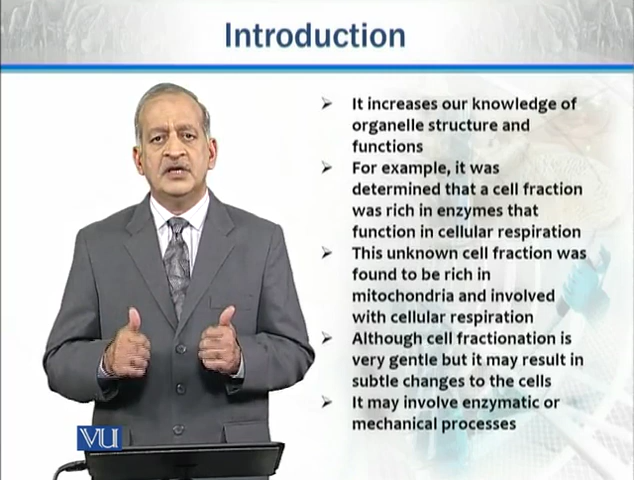 Introduction
It increases our knowledge of
organelle structure and
functions
For example, it was
determined that a cell fraction
was rich in enzymes that
function in cellular respiration
This unknown cell fraction was
found to be rich in
mitochondria and involved
with cellular respiration
Although cell fractionation is
very gentle but it may result in
subtle changes to the cells
It may involve enzymatic or
mechanical processes
VU